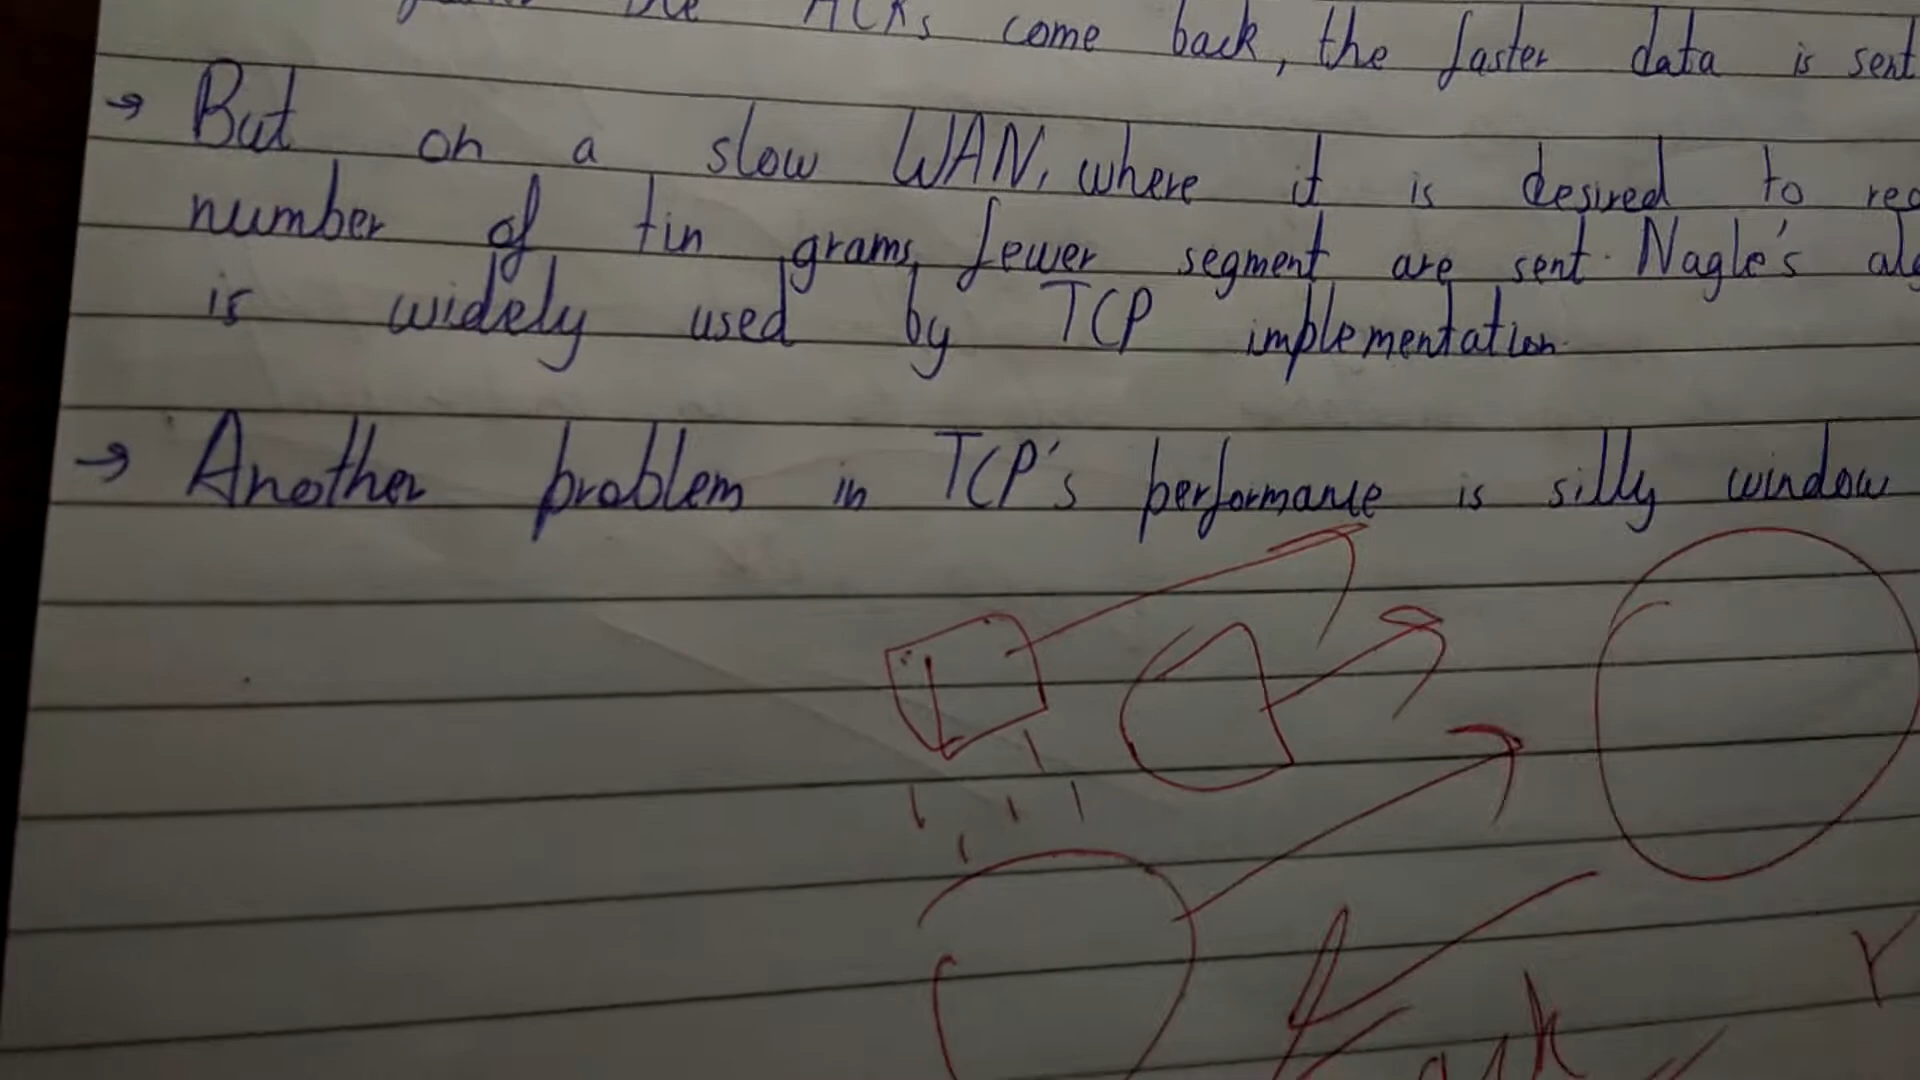 ACKs come back, the faster data is sent
→ But on a slow WAN, where it is desired to
number of tin grams, fewer segment are sent. Nagle's
is widely used by TCP implementation.
→ Another problem in TCP's performance is silly window